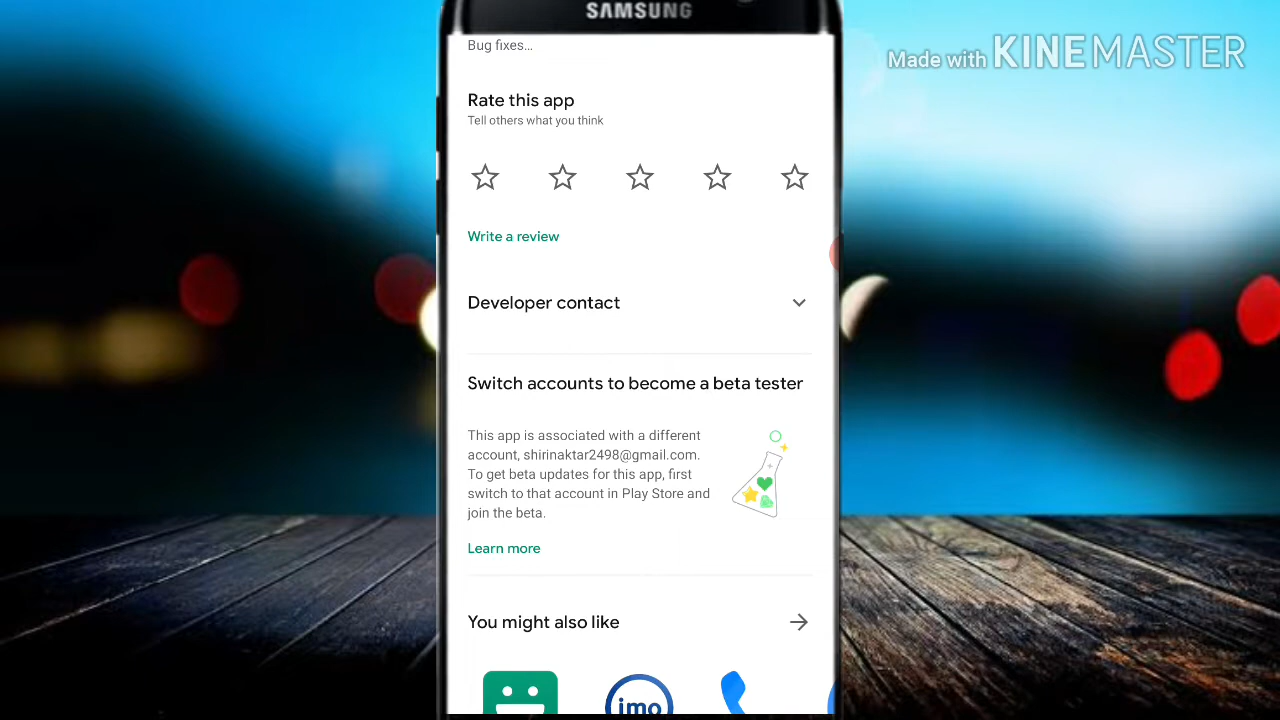 SAMSUNG
Made with KINEMASTER
Bug fixes...
Rate this app
Tell others what you think
Write a review
Developer contact
Switch accounts to become a beta tester
This app is associated with a different
account, shirinaktar2498@gmail.com.
To get beta updates for this app, first
switch to that account in Play Store and
join the beta.
Learn more
You might also like
imo